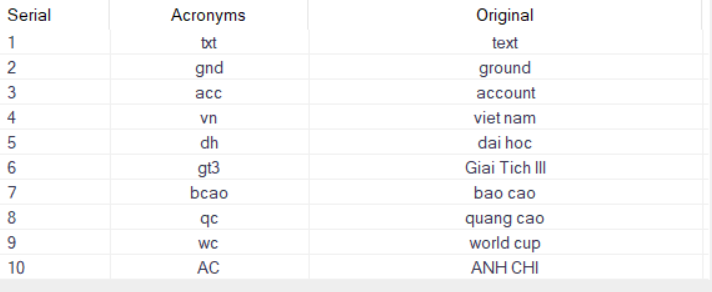 Serial Acronyms Original
1 txt text
2 gnd ground
3 acc account
4 vn viet nam
5 dh dai hoc
6 gt3 Giai Tich III
7 bcao bao cao
8 qc quang cao
9 wc world cup
10 AC ANH CHI